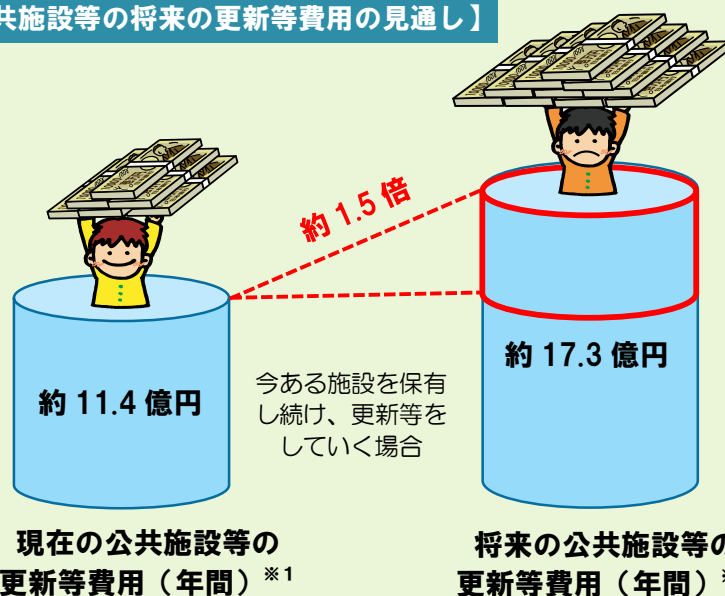 共施設等の将来の更新等費用の見通し】
約1.5倍
約 11.4 億円
今ある施設を保有
し続け、更新等を
していく場合
約 17.3 億円
現在の公共施設等の
更新等費用（年間）※1
将来の公共施設等の
更新等費用（年間）※